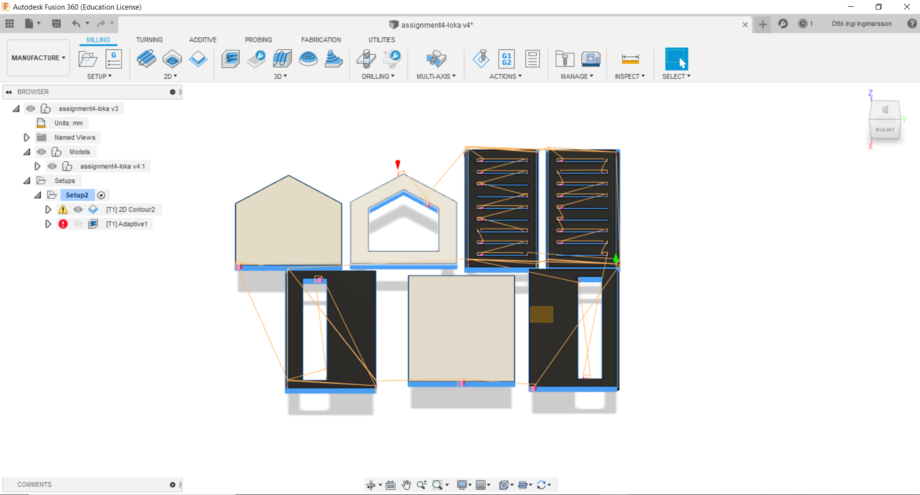 Autodesk Fusion 360 (Education License)
assignment4-loka v4*
1
Ottó Ingi Ingimarsson
MANUFACTURE
MILLING TURNING ADDITIVE PROBING FABRICATION UTILITIES
G
G1
G2
SETUP 2D 3D DRILLING MULTI-AXIS ACTIONS MANAGE INSPECT SELECT
BROWSER
assignment4-loka v3
Units: mm
Named Views
Models
assignment4-loka v4:1
Setups
Setup2
[T1] 2D Contour2
[T1] Adaptive1
Z
Y
RIGHT
X
COMMENTS